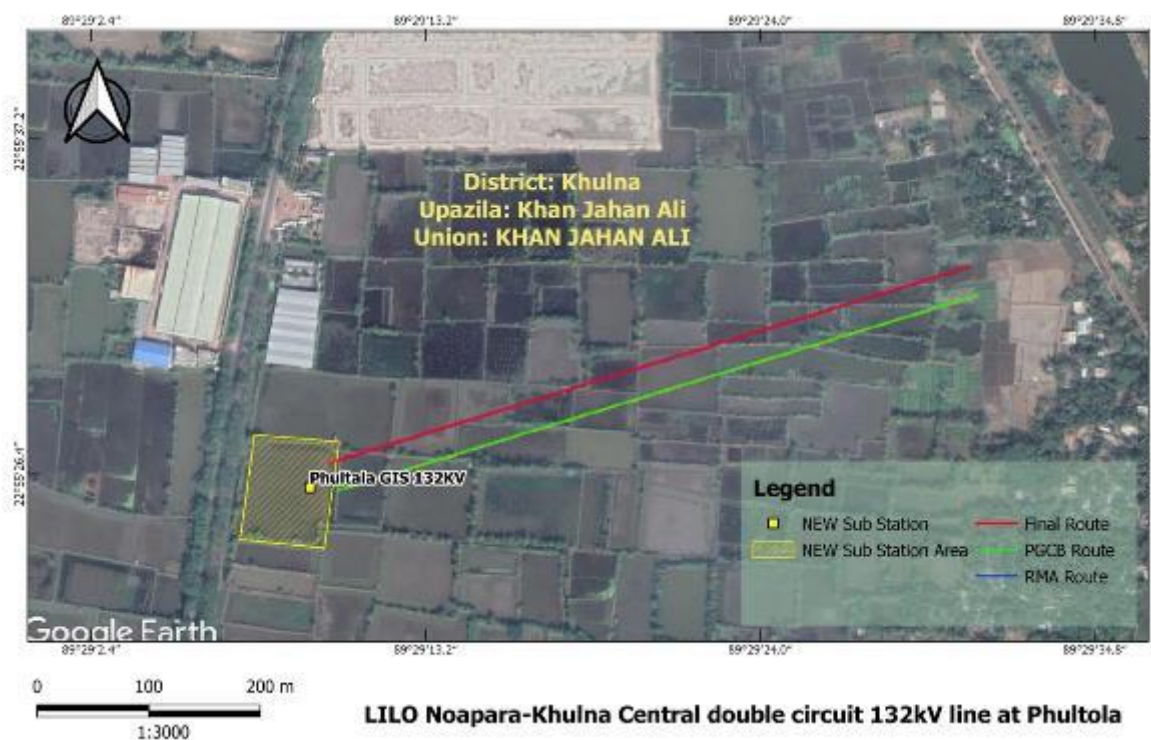 89°29'2.4" 89°29'13.2" 89°29'24.0" 89°29'34.8"
22°55'37.2"
22°55'26.4"
District: Khulna
Upazila: Khan Jahan Ali
Union: KHAN JAHAN ALI
Phultala GIS 132KV
Legend
NEW Sub Station
NEW Sub Station Area
Final Route
PGCB Route
RMA Route
Google Earth
89°29'2.4" 89°29'13.2" 89°29'24.0" 89°29'34.8"
0 100 200 m
1:3000
LILO Noapara-Khulna Central double circuit 132kV line at Phultola